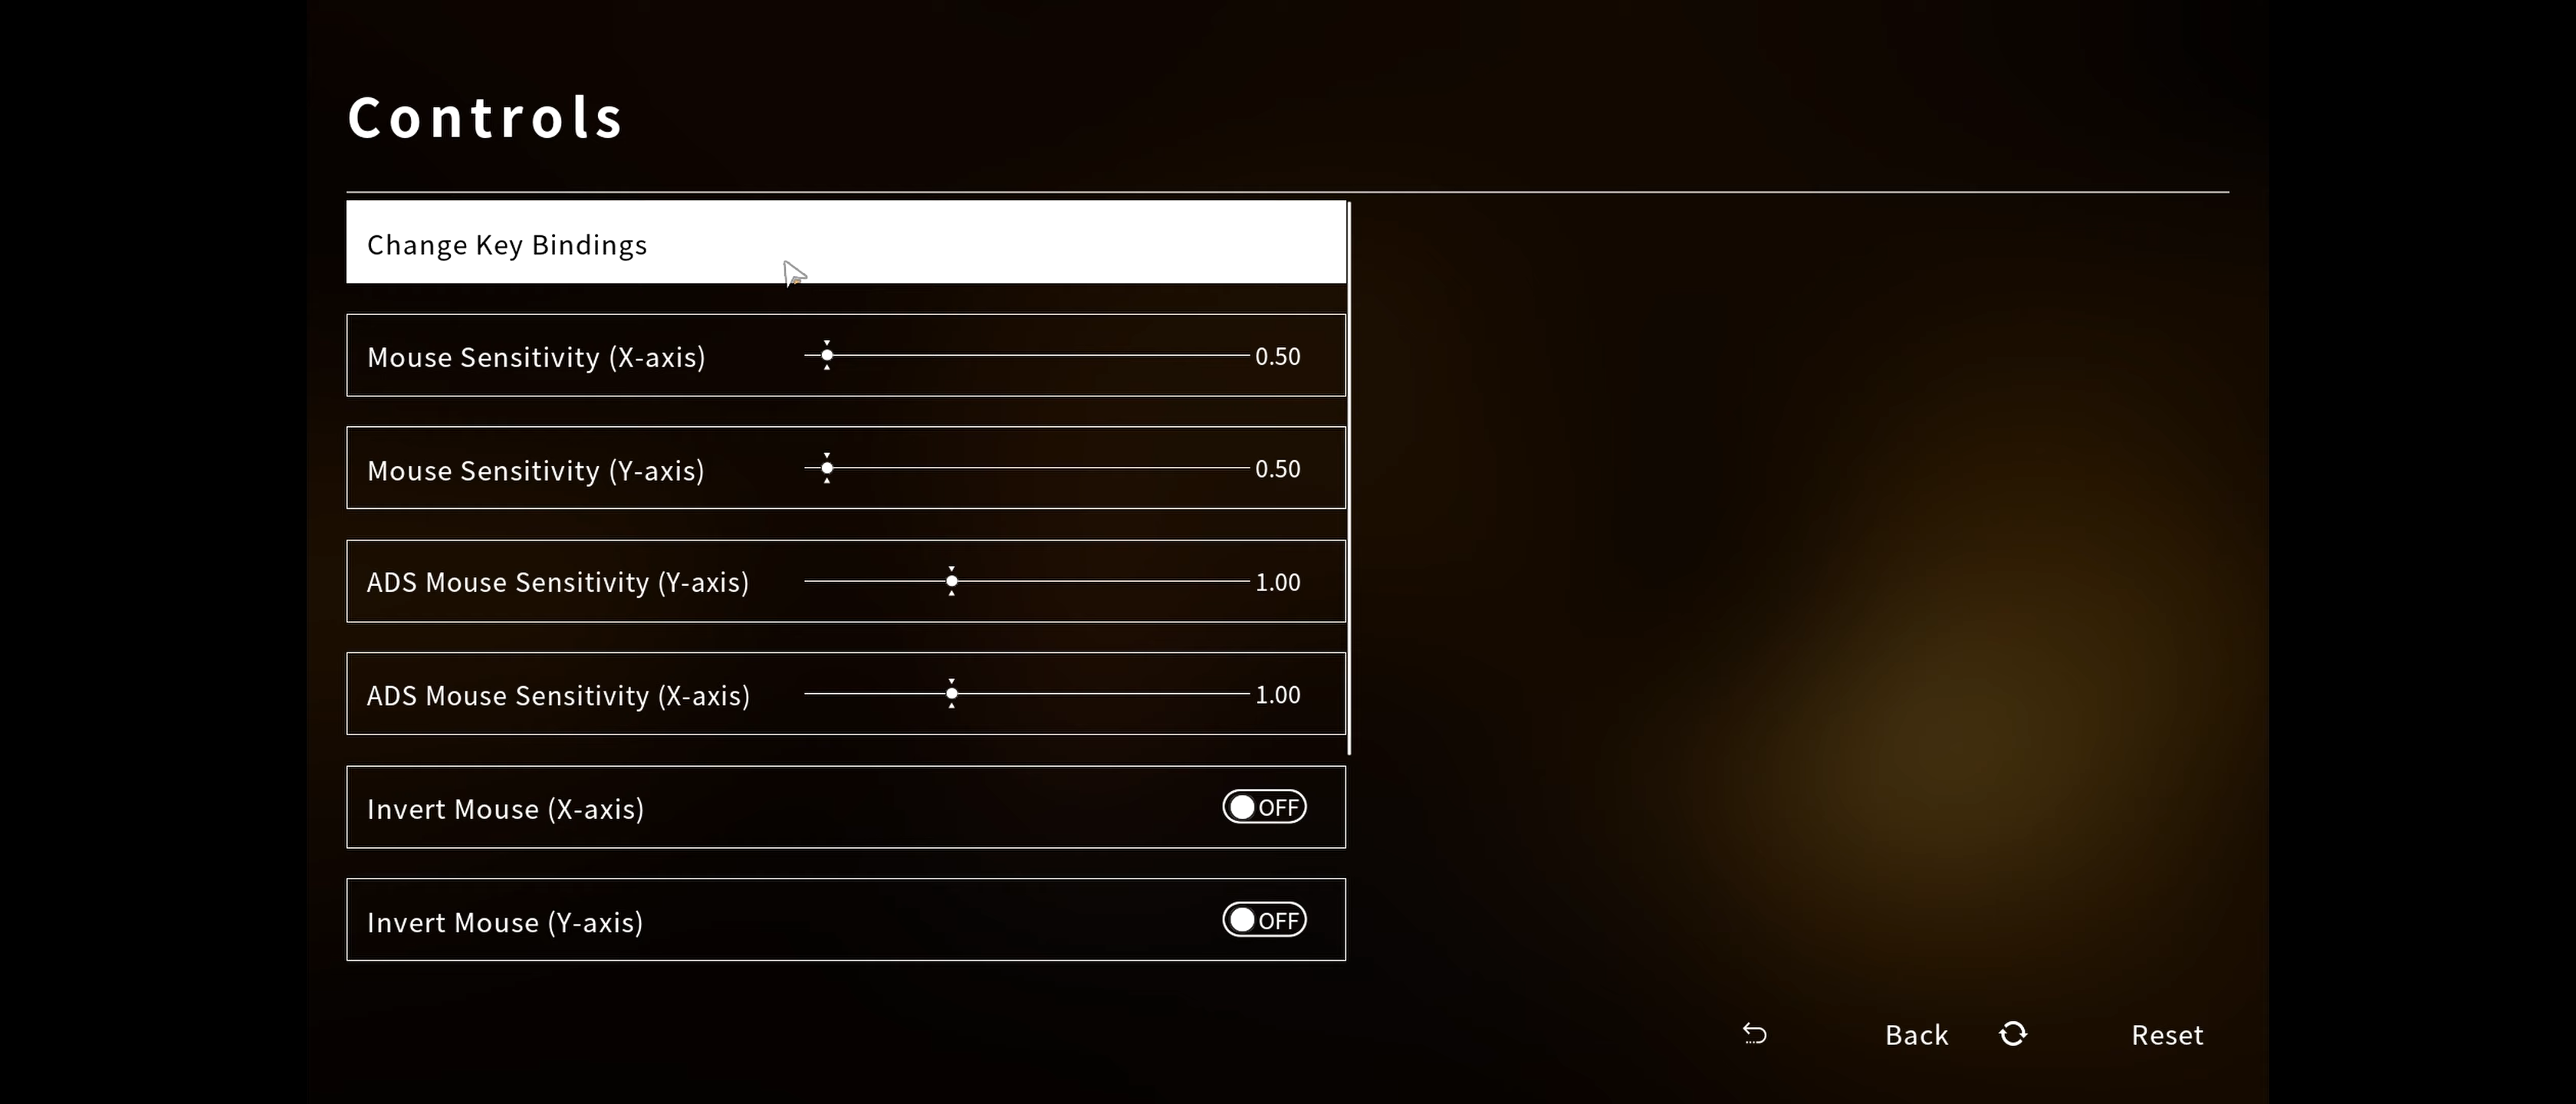 Controls
Change Key Bindings
Mouse Sensitivity (X-axis) 0.50
Mouse Sensitivity (Y-axis) 0.50
ADS Mouse Sensitivity (Y-axis) 1.00
ADS Mouse Sensitivity (X-axis) 1.00
Invert Mouse (X-axis) OFF
Invert Mouse (Y-axis) OFF
Back Reset